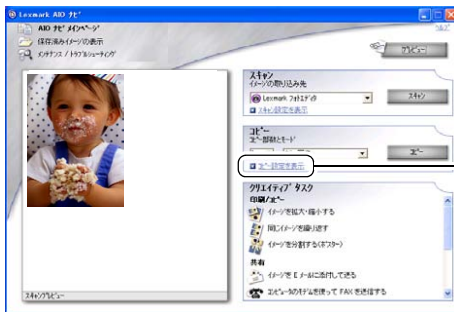 Lexmark AIO ﾅﾋﾞ
AIO ﾅﾋﾞ ﾒｲﾝﾍﾟｰｼﾞ
ヘルプ
保存済みイメージの表示
ﾒﾝﾃﾅﾝｽ / ﾄﾗﾌﾞﾙｼｭｰﾃｨﾝｸﾞ
ﾌﾟﾚﾋﾞｭｰ
スキャン
イメージの取り込み先
Lexmark ﾌｫﾄｴﾃﾞｨﾀ
ｽｷｬﾝ
ｽｷｬﾝ設定を表示
ｺﾋﾟｰ
ｺﾋﾟｰ部数とﾓｰﾄﾞ
ｺﾋﾟｰ
ｺﾋﾟｰ設定を表示
クリエイティブ タスク
印刷/ｺﾋﾟｰ
イメージを拡大・縮小する
同じイメージを繰り返す
イメージを分割する(ポスター)
共有
イメージを E メールに添付して送る
ｺﾝﾋﾟｭｰﾀのﾓﾃﾞﾑを使って FAX を送信する
ｽｷｬﾝﾌﾟﾚﾋﾞｭｰ